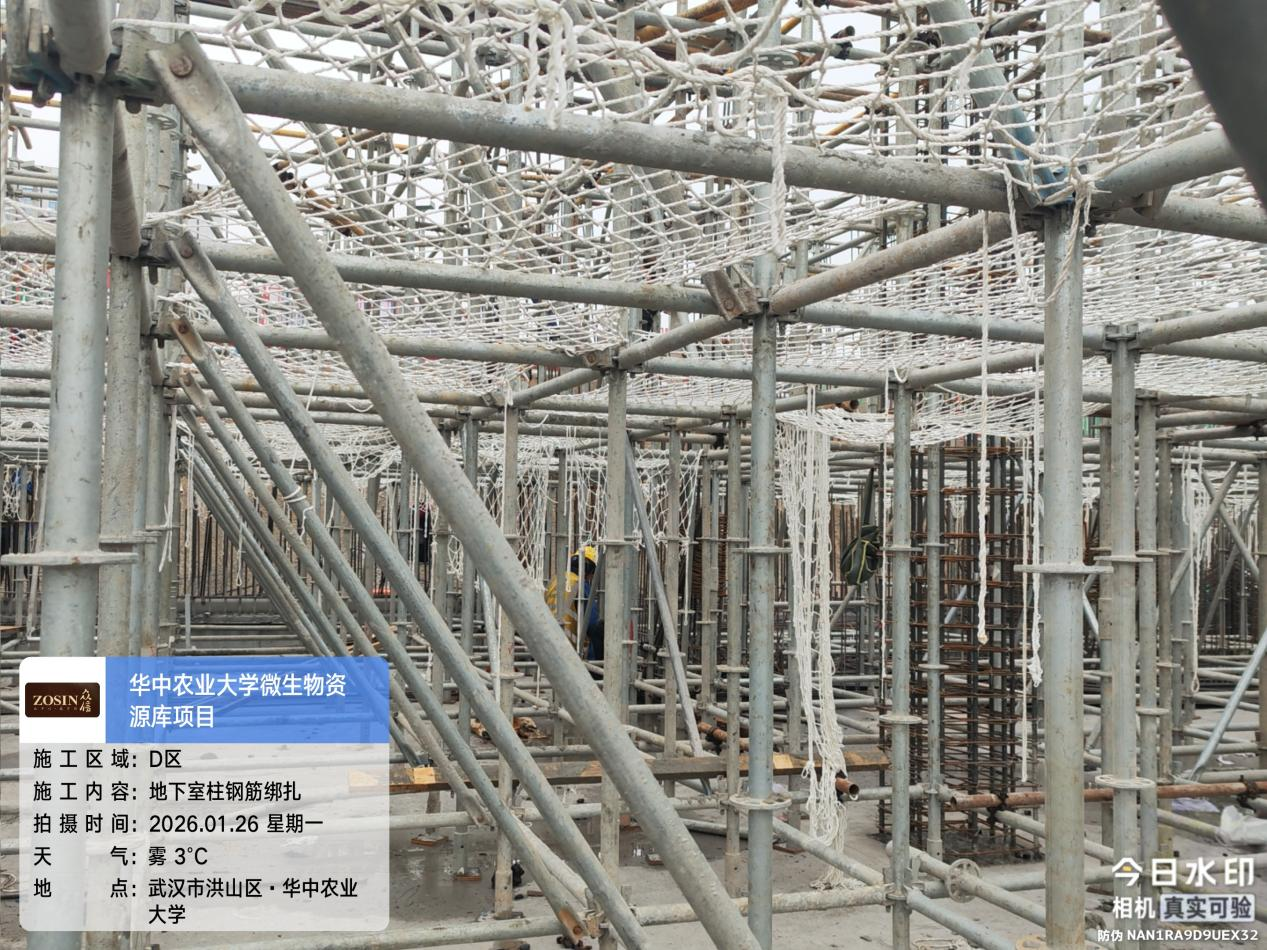 ZOSIN 众信
华中农业大学微生物资
源库项目
施工区域：D区
施工内容：地下室柱钢筋绑扎
拍摄时间：2026.01.26 星期一
天气：雾 3℃
地点：武汉市洪山区·华中农业
大学
今日水印
相机 真实可验
防伪 NAN1RA9D9UEX32